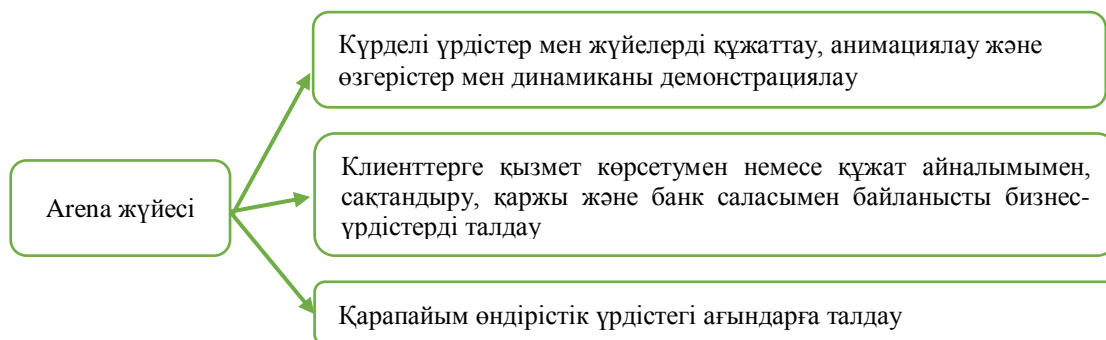 Күрделі үрдістер мен жүйелерді құжаттау, анимациялау және
өзгерістер мен динамиканы демонстрациялау
Arena жүйесі
Клиенттерге қызмет көрсетумен немесе құжат айналымымен,
сақтандыру, қаржы және банк саласымен байланысты бизнес-
үрдістерді талдау
Қарапайым өндірістік үрдістегі ағындарға талдау